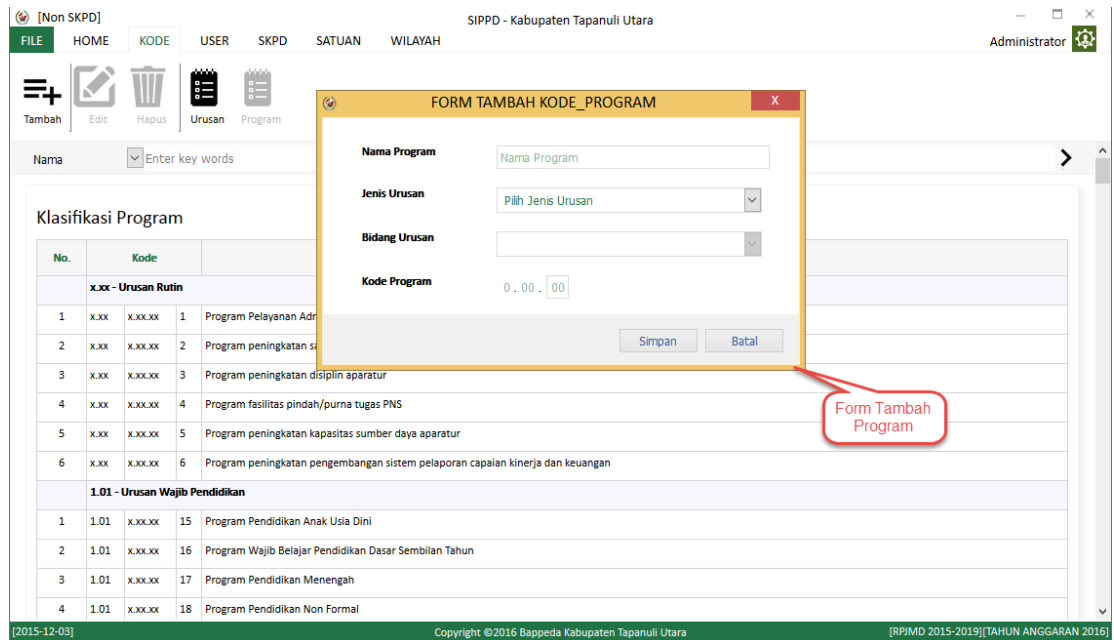 [Non SKPD]
SIPPD - Kabupaten Tapanuli Utara
FILE HOME KODE USER SKPD SATUAN WILAYAH
Administrator
Tambah Edit Hapus Urusan Program
Nama Enter key words
FORM TAMBAH KODE_PROGRAM X
Nama Program Nama Program
Jenis Urusan Pilih Jenis Urusan
Bidang Urusan
Kode Program 0 . 00 . 00
Simpan Batal
Form Tambah
Program
Klasifikasi Program
No. Kode
x.xx - Urusan Rutin
1 x.xx x.xx.xx 1 Program Pelayanan
2 x.xx x.xx.xx 2 Program peningkatan
3 x.xx x.xx.xx 3 Program peningkatan disiplin aparatur
4 x.xx x.xx.xx 4 Program fasilitas pindah/purna tugas PNS
5 x.xx x.xx.xx 5 Program peningkatan kapasitas sumber daya aparatur
6 x.xx x.xx.xx 6 Program peningkatan pengembangan sistem pelaporan capaian kinerja dan keuangan
1.01 - Urusan Wajib Pendidikan
1 1.01 x.xx.xx 15 Program Pendidikan Anak Usia Dini
2 1.01 x.xx.xx 16 Program Wajib Belajar Pendidikan Dasar Sembilan Tahun
3 1.01 x.xx.xx 17 Program Pendidikan Menengah
4 1.01 x.xx.xx 18 Program Pendidikan Non Formal
[2015-12-03] Copyright ©2016 Bappeda Kabupaten Tapanuli Utara [RPJMD 2015-2019][TAHUN ANGGARAN 2016]